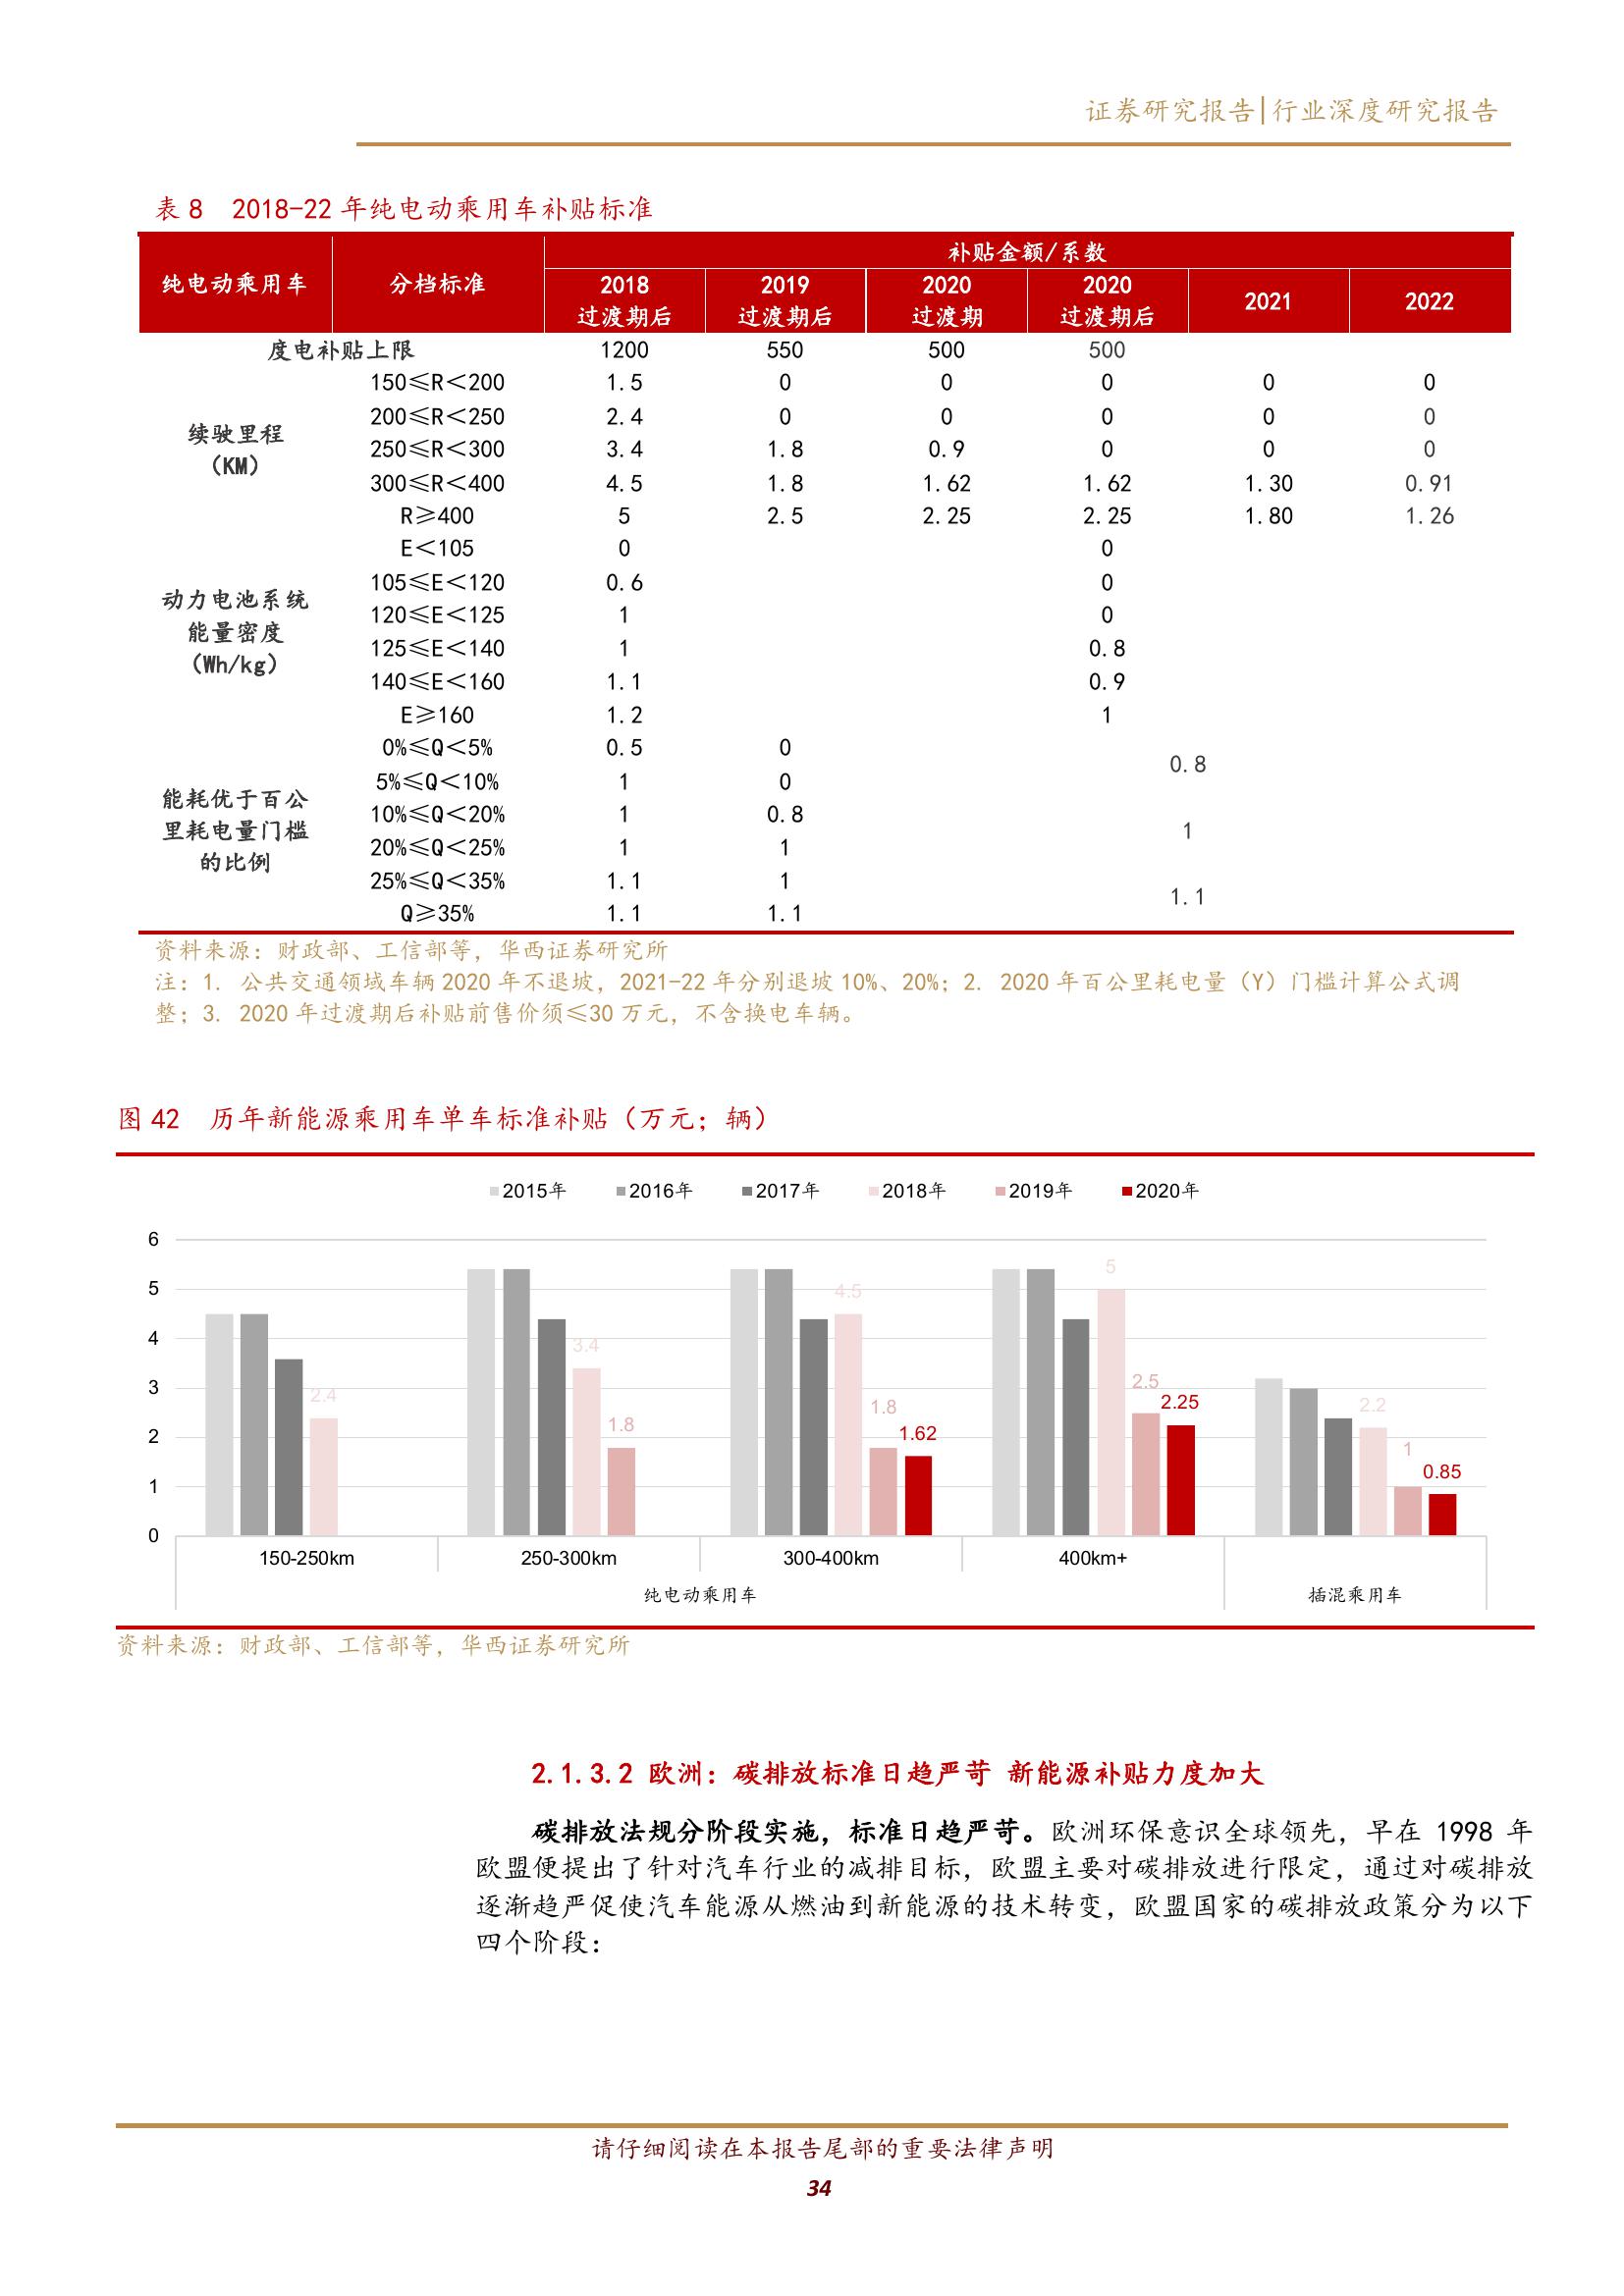 证券研究报告|行业深度研究报告
表 8 2018-22 年纯电动乘用车补贴标准
纯电动乘用车 分档标准 补贴金额/系数
2018 过渡期后 2019 过渡期后 2020 过渡期 2020 过渡期后 2021 2022
度电补贴上限 1200 550 500 500
续驶里程（KM）
150≤R＜200 1.5 0 0 0 0 0
200≤R＜250 2.4 0 0 0 0 0
250≤R＜300 3.4 1.8 0.9 0 0 0
300≤R＜400 4.5 1.8 1.62 1.62 1.30 0.91
R≥400 5 2.5 2.25 2.25 1.80 1.26
动力电池系统能量密度（Wh/kg）
E＜105 0 0
105≤E＜120 0.6 0
120≤E＜125 1 0
125≤E＜140 1 0.8
140≤E＜160 1.1 0.9
E≥160 1.2 1
能耗优于百公里耗电量门槛的比例
0%≤Q＜5% 0.5 0
0.8
5%≤Q＜10% 1 0
10%≤Q＜20% 1 0.8
1
20%≤Q＜25% 1 1
25%≤Q＜35% 1.1 1
1.1
Q≥35% 1.1 1.1
资料来源：财政部、工信部等，华西证券研究所
注：1. 公共交通领域车辆 2020 年不退坡，2021-22 年分别退坡 10%、20%；2. 2020 年百公里耗电量（Y）门槛计算公式调
整；3. 2020 年过渡期后补贴前售价须≤30 万元，不含换电车辆。
图 42 历年新能源乘用车单车标准补贴（万元；辆）
2015年 2016年 2017年 2018年 2019年 2020年
6
5
4
3
2
1
0
2.4
3.4
1.8
4.5
1.8
1.62
5
2.5
2.25
2.2
1
0.85
150-250km 250-300km 300-400km 400km+
纯电动乘用车 插混乘用车
资料来源：财政部、工信部等，华西证券研究所
2.1.3.2 欧洲：碳排放标准日趋严苛 新能源补贴力度加大
碳排放法规分阶段实施，标准日趋严苛。欧洲环保意识全球领先，早在 1998 年
欧盟便提出了针对汽车行业的减排目标，欧盟主要对碳排放进行限定，通过对碳排放
逐渐趋严促使汽车能源从燃油到新能源的技术转变，欧盟国家的碳排放政策分为以下
四个阶段：
请仔细阅读在本报告尾部的重要法律声明
34